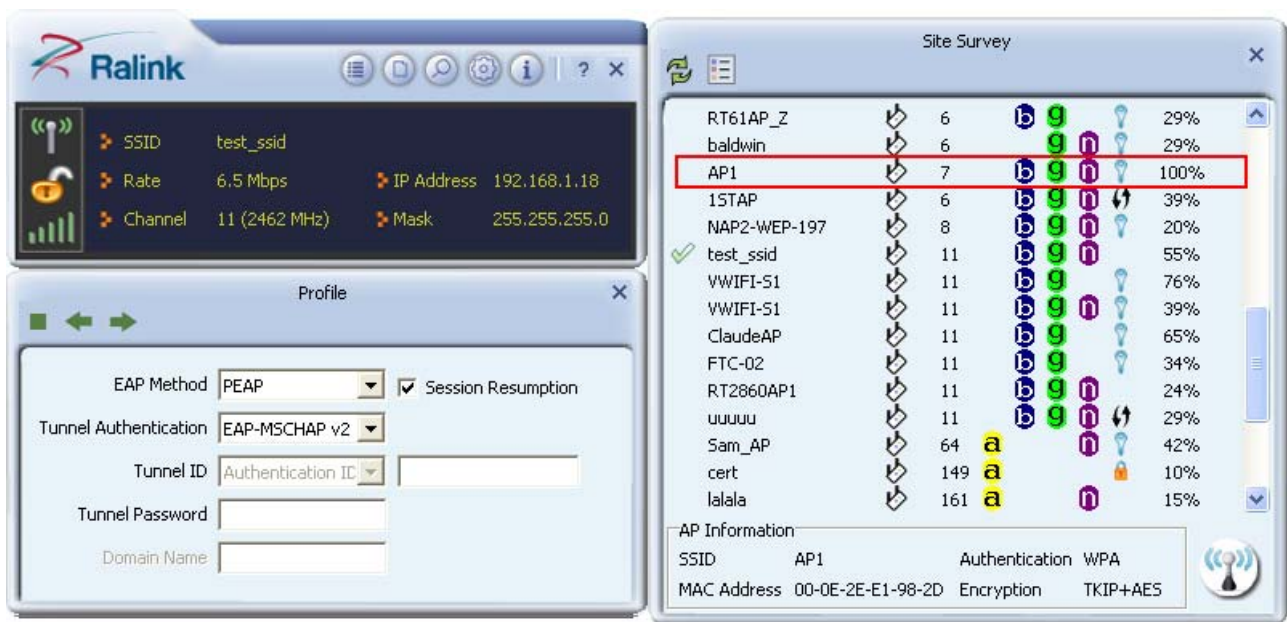 Ralink
? ×
SSID test_ssid
Rate 6.5 Mbps IP Address 192.168.1.18
Channel 11 (2462 MHz) Mask 255.255.255.0
Profile
EAP Method PEAP Session Resumption
Tunnel Authentication EAP-MSCHAP v2
Tunnel ID Authentication ID
Tunnel Password
Domain Name
Site Survey
RT61AP_Z 6 b g 29%
baldwin 6 g n 29%
AP1 7 b g n 100%
1STAP 6 b g n 39%
NAP2-WEP-197 8 b g n 20%
test_ssid 11 b g n 55%
VWIFI-S1 11 b g 76%
VWIFI-S1 11 b g n 39%
ClaudeAP 11 b g 65%
FTC-02 11 b g 34%
RT2860AP1 11 b g n 24%
uuuuu 11 b g n 29%
Sam_AP 64 a n 42%
cert 149 a 10%
lalala 161 a n 15%
AP Information
SSID AP1 Authentication WPA
MAC Address 00-0E-2E-E1-98-2D Encryption TKIP+AES